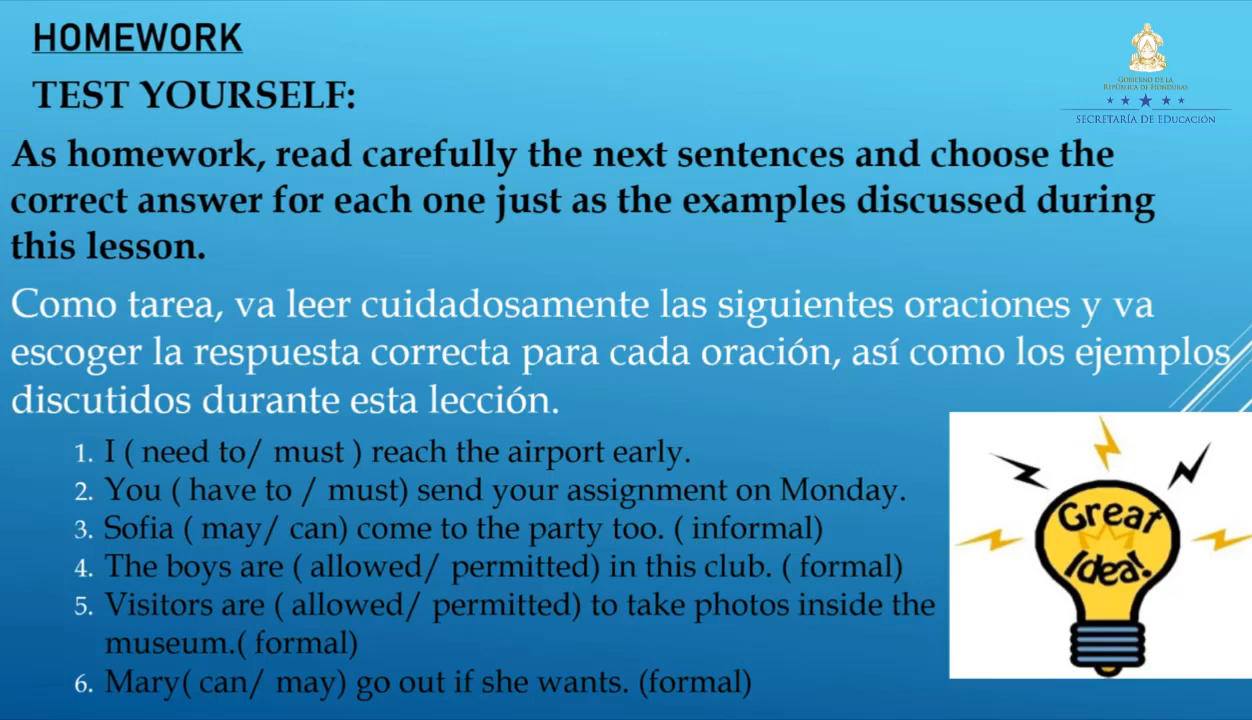 HOMEWORK
TEST YOURSELF:
GOBIERNO DE LA
REPÚBLICA DE HONDURAS
SECRETARÍA DE EDUCACIÓN
As homework, read carefully the next sentences and choose the
correct answer for each one just as the examples discussed during
this lesson.
Como tarea, va leer cuidadosamente las siguientes oraciones y va
escoger la respuesta correcta para cada oración, así como los ejemplos
discutidos durante esta lección.
1. I ( need to/ must ) reach the airport early.
2. You ( have to / must) send your assignment on Monday.
3. Sofia ( may/ can) come to the party too. ( informal)
4. The boys are ( allowed/ permitted) in this club. ( formal)
5. Visitors are ( allowed/ permitted) to take photos inside the
museum.( formal)
6. Mary( can/ may) go out if she wants. (formal)
Great
Idea!